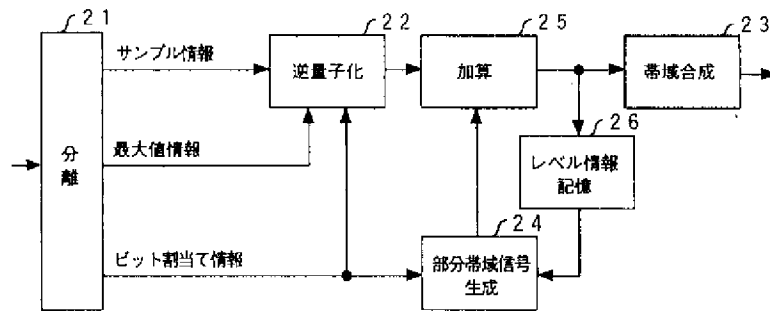 21
分離
サンプル情報
最大値情報
ビット割当て情報
22
逆量子化
25
加算
23
帯域合成
26
レベル情報
記憶
24
部分帯域信号
生成